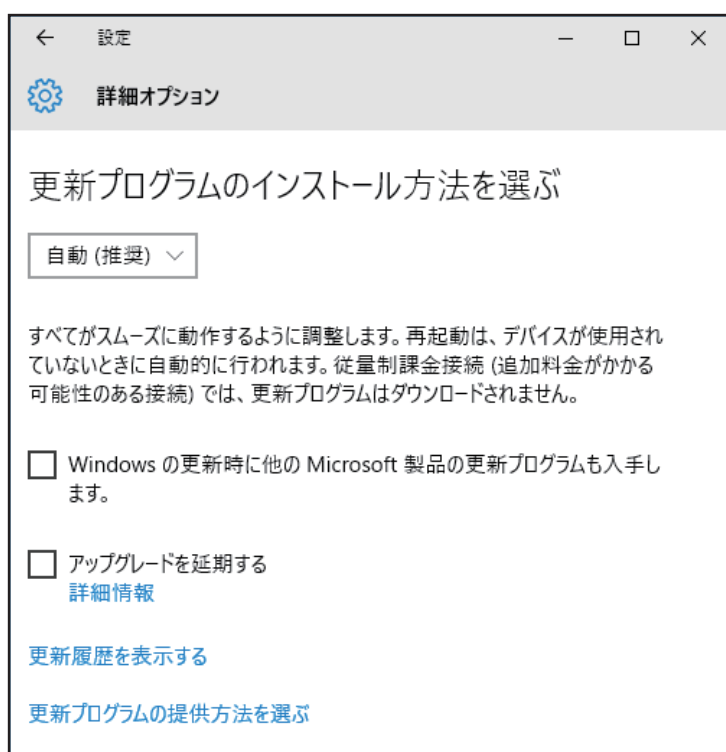 設定
詳細オプション
更新プログラムのインストール方法を選ぶ
自動 (推奨)
すべてがスムーズに動作するように調整します。再起動は、デバイスが使用され
ていないときに自動的に行われます。従量制課金接続 (追加料金がかかる
可能性のある接続) では、更新プログラムはダウンロードされません。
Windows の更新時に他の Microsoft 製品の更新プログラムも入手し
ます。
アップグレードを延期する
詳細情報
更新履歴を表示する
更新プログラムの提供方法を選ぶ